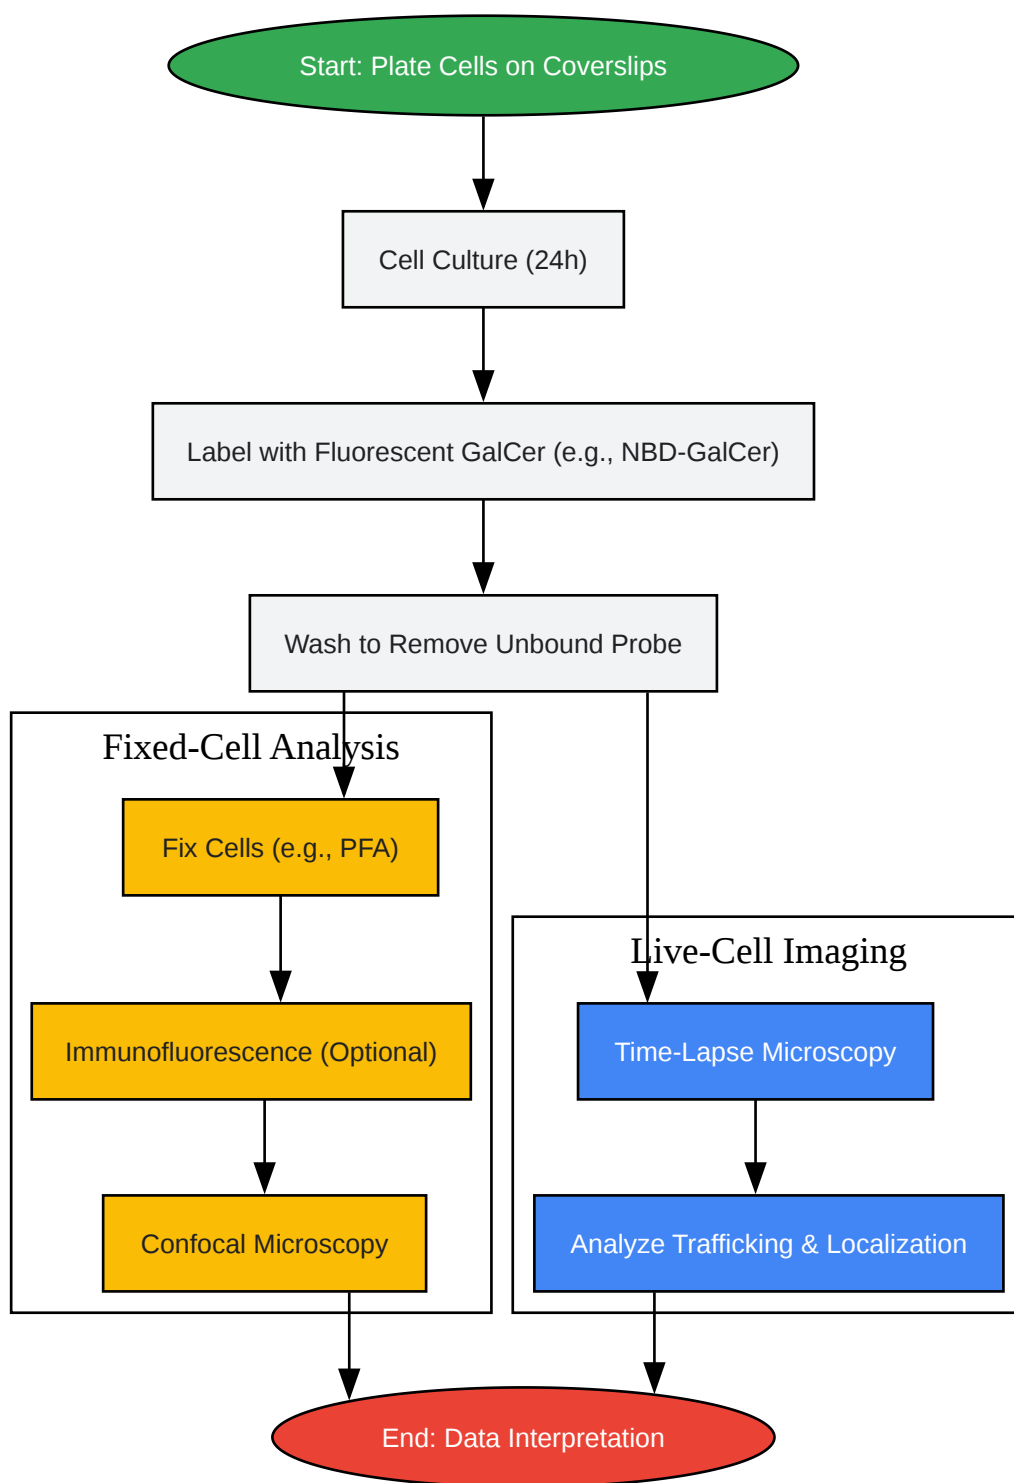 Start: Plate Cells on Coverslips
Cell Culture (24h)
Label with Fluorescent GalCer (e.g., NBD-GalCer)
Wash to Remove Unbound Probe
Fixed-Cell Analysis
Fix Cells (e.g., PFA)
Immunofluorescence (Optional)
Confocal Microscopy
Live-Cell Imaging
Time-Lapse Microscopy
Analyze Trafficking & Localization
End: Data Interpretation